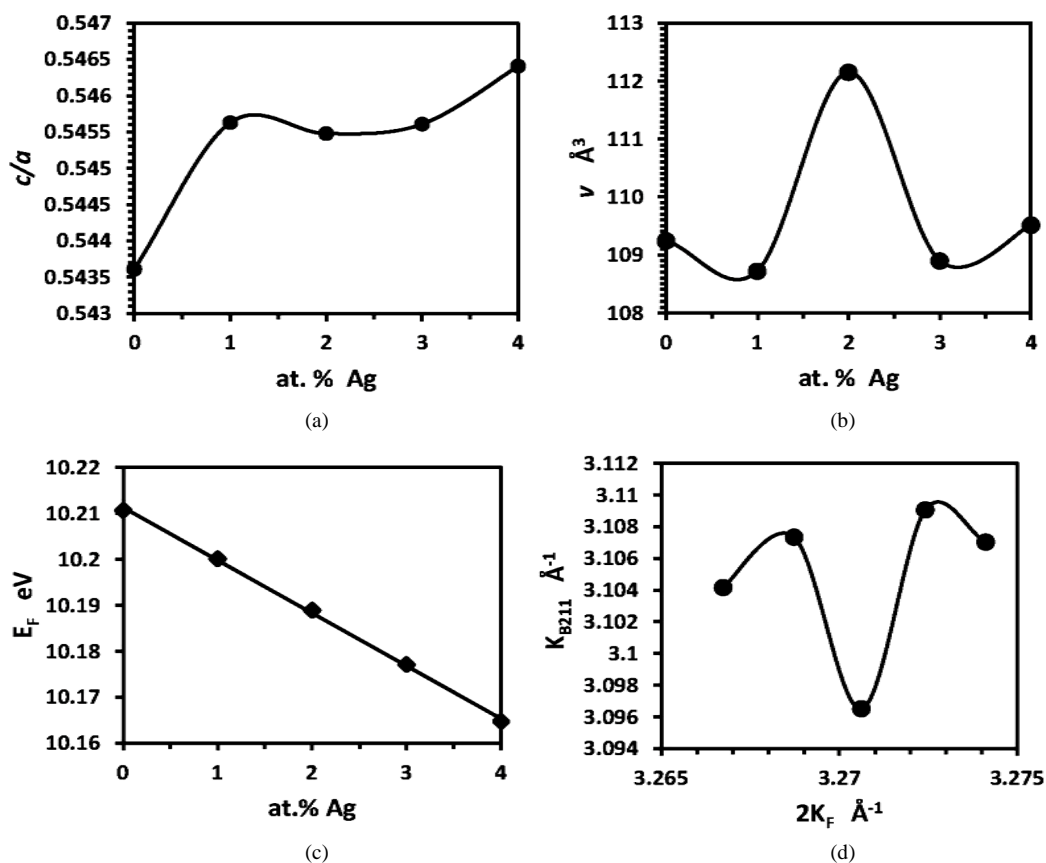 0.547
0.5465
0.546
0.5455
0.545
0.5445
0.544
0.5435
0.543
c/a
0 1 2 3 4
at. % Ag
(a)
113
112
111
110
109
108
v Å³
0 1 2 3 4
at. % Ag
(b)
10.22
10.21
10.2
10.19
10.18
10.17
10.16
E_F eV
0 1 2 3 4
at.% Ag
(c)
3.112
3.11
3.108
3.106
3.104
3.102
3.1
3.098
3.096
3.094
K_B211 Å⁻¹
3.265 3.27 3.275
2K_F Å⁻¹
(d)